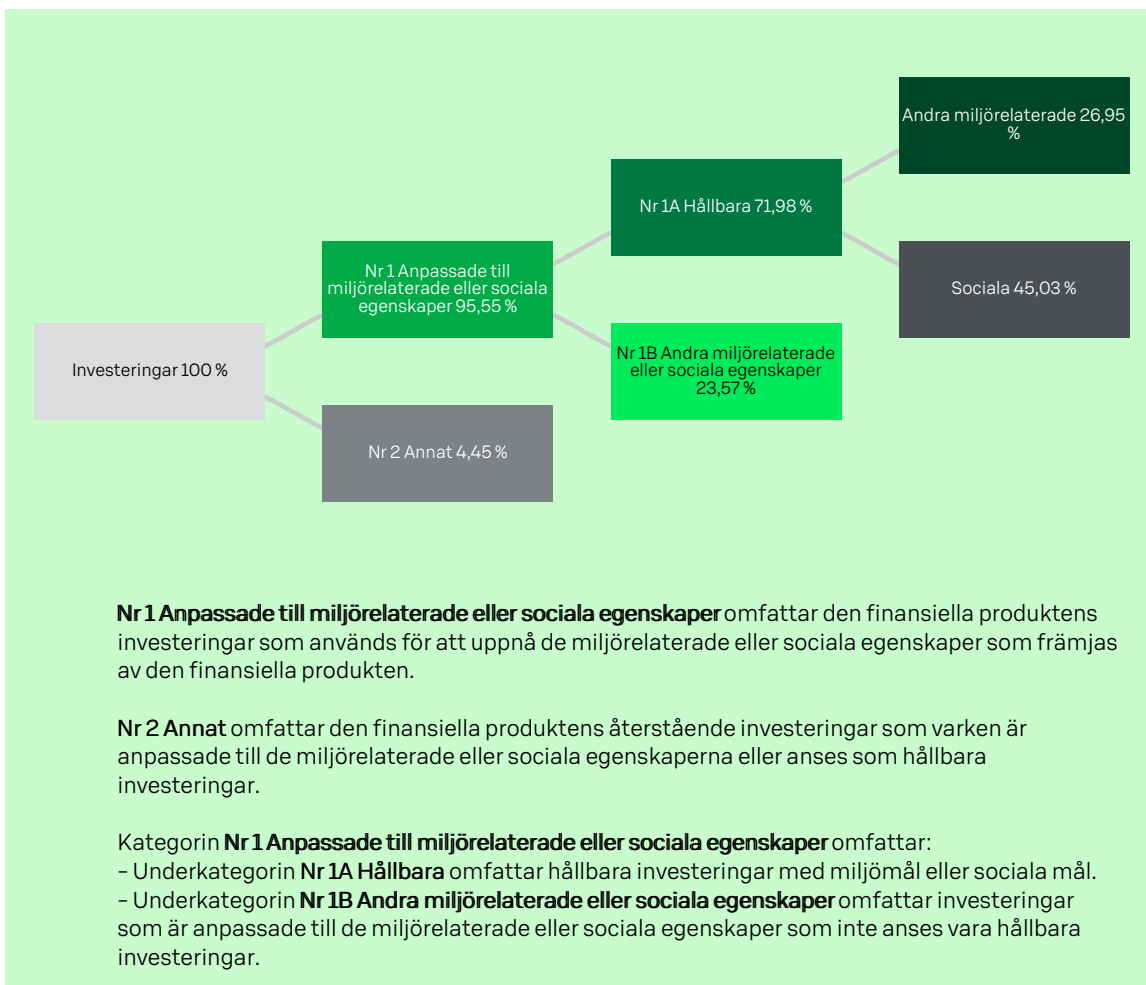 Andra miljörelaterade 26,95
%
Nr 1A Hållbara 71,98 %
Nr 1 Anpassade till
miljörelaterade eller sociala
egenskaper 95,55 %
Sociala 45,03 %
Investeringar 100 %
Nr 1B Andra miljörelaterade
eller sociala egenskaper
23,57 %
Nr 2 Annat 4,45 %
Nr 1 Anpassade till miljörelaterade eller sociala egenskaper omfattar den finansiella produktens
investeringar som används för att uppnå de miljörelaterade eller sociala egenskaper som främjas
av den finansiella produkten.
Nr 2 Annat omfattar den finansiella produktens återstående investeringar som varken är
anpassade till de miljörelaterade eller sociala egenskaperna eller anses som hållbara
investeringar.
Kategorin Nr 1 Anpassade till miljörelaterade eller sociala egenskaper omfattar:
- Underkategorin Nr 1A Hållbara omfattar hållbara investeringar med miljömål eller sociala mål.
- Underkategorin Nr 1B Andra miljörelaterade eller sociala egenskaper omfattar investeringar
som är anpassade till de miljörelaterade eller sociala egenskaper som inte anses vara hållbara
investeringar.